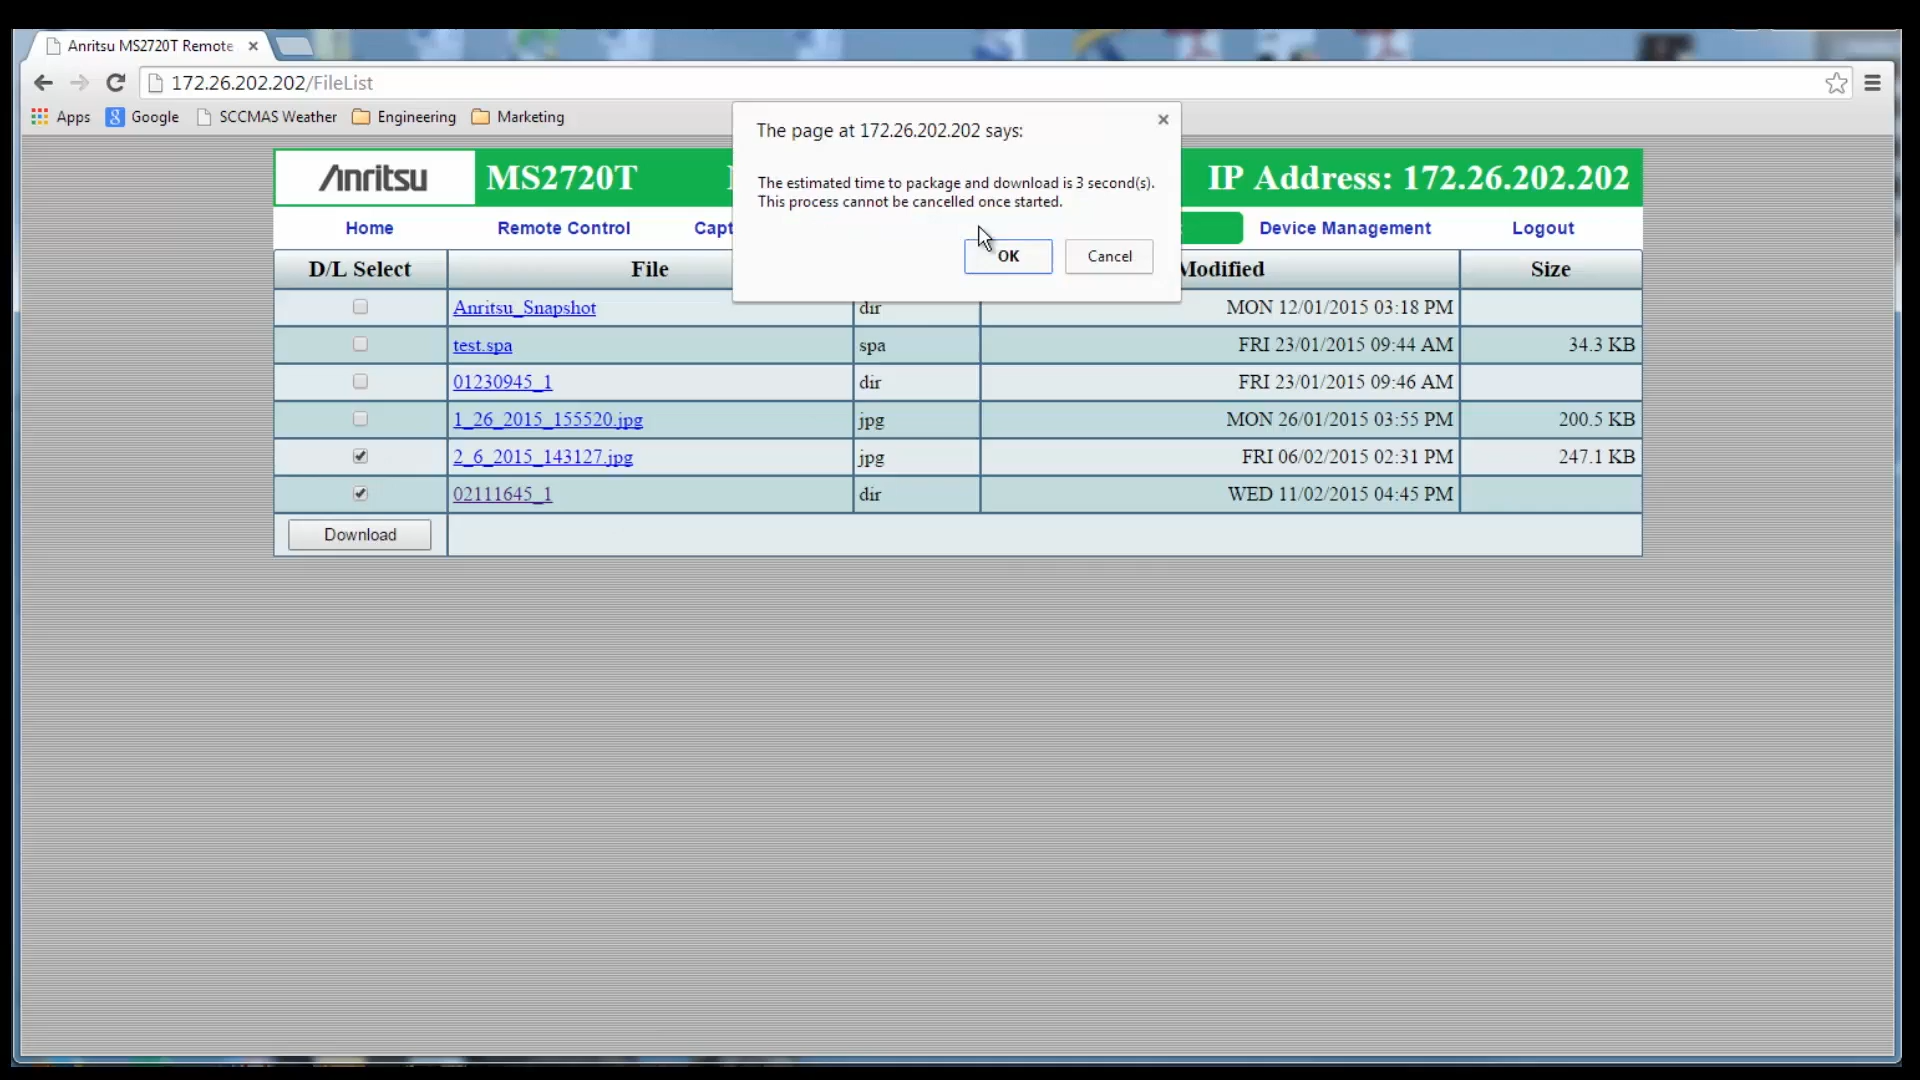 Anritsu MS2720T Remote
172.26.202.202/FileList
Apps Google SCCMAS Weather Engineering Marketing
The page at 172.26.202.202 says:
The estimated time to package and download is 3 second(s).
This process cannot be cancelled once started.
OK Cancel
Anritsu MS2720T IP Address: 172.26.202.202
Home Remote Control Capt Device Management Logout
D/L Select File Modified Size
Anritsu_Snapshot dir MON 12/01/2015 03:18 PM
test.spa spa FRI 23/01/2015 09:44 AM 34.3 KB
01230945_1 dir FRI 23/01/2015 09:46 AM
1_26_2015_155520.jpg jpg MON 26/01/2015 03:55 PM 200.5 KB
2_6_2015_143127.jpg jpg FRI 06/02/2015 02:31 PM 247.1 KB
02111645_1 dir WED 11/02/2015 04:45 PM
Download